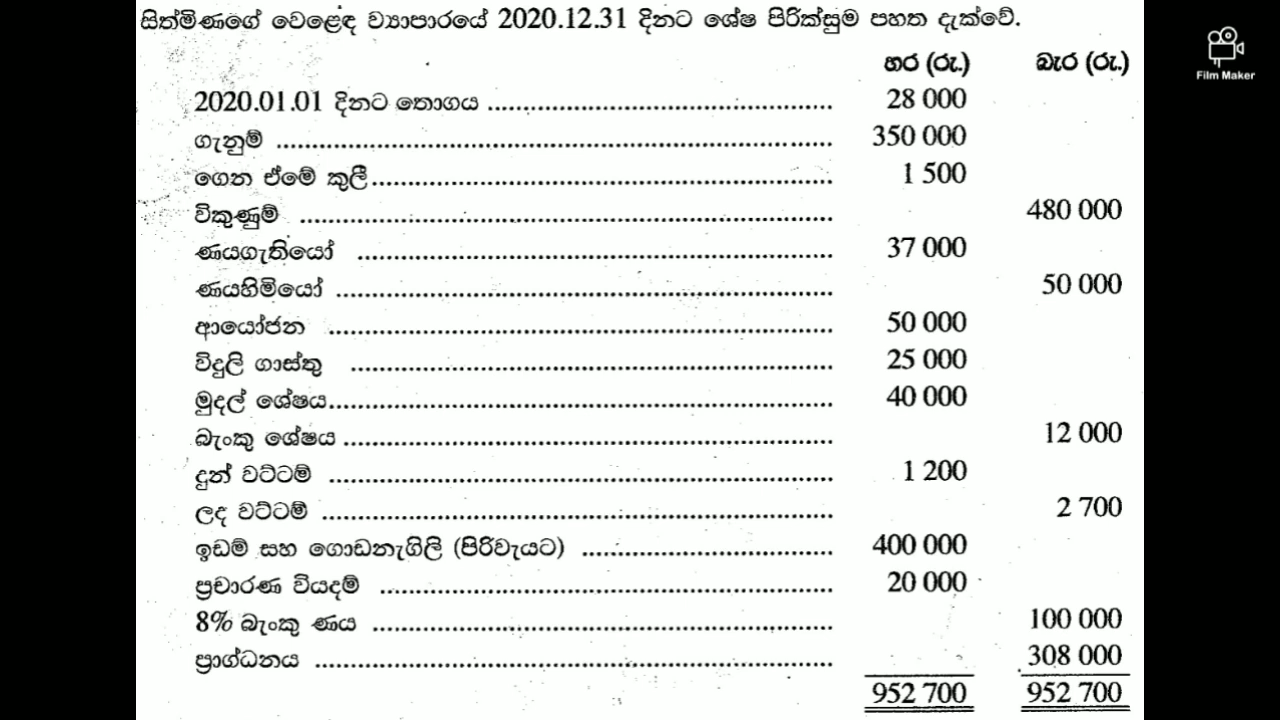 සිත්මිණගේ වෙළෙඳ ව්‍යාපාරයේ 2020.12.31 දිනට ශේෂ පිරික්සුම පහත දැක්වේ.
හර (රු.) බැර (රු.)
Film Maker
2020.01.01 දිනට තොගය ........ 28 000
ගැනුම් ........ 350 000
ගෙන ඒමේ කුලී ........ 1 500
විකුණුම් ........ 480 000
ණයගැතියෝ ........ 37 000
ණයහිමියෝ ........ 50 000
ආයෝජන ........ 50 000
විදුලි ගාස්තු ........ 25 000
මුදල් ශේෂය ........ 40 000
බැංකු ශේෂය ........ 12 000
දුන් වට්ටම් ........ 1 200
ලද වට්ටම් ........ 2 700
ඉඩම් සහ ගොඩනැගිලි (පිරිවැයට) ........ 400 000
ප්‍රචාරණ වියදම් ........ 20 000
8% බැංකු ණය ........ 100 000
ප්‍රාග්ධනය ........ 308 000
952 700 952 700